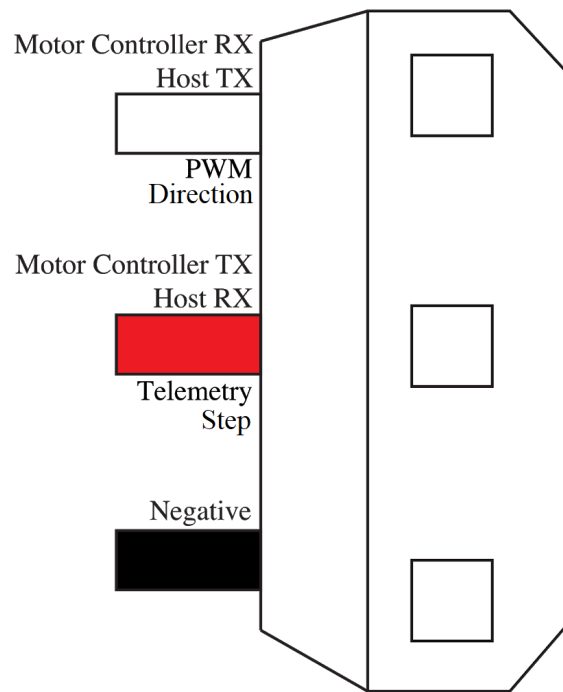 Motor Controller RX
Host TX
PWM
Direction
Motor Controller TX
Host RX
Telemetry
Step
Negative